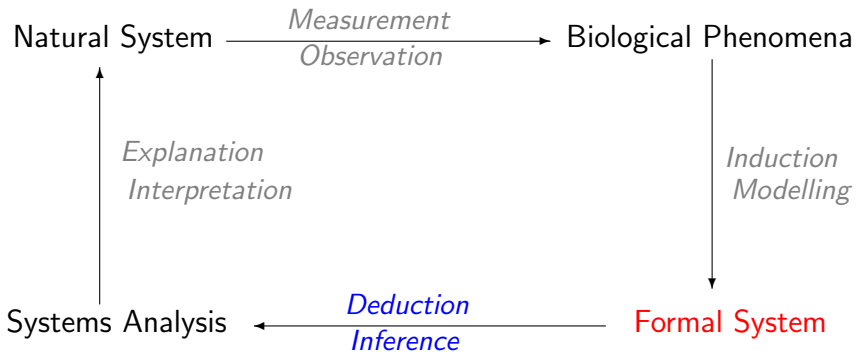 Natural System
Measurement
Observation
Biological Phenomena
Explanation
Interpretation
Induction
Modelling
Systems Analysis
Deduction
Inference
Formal System